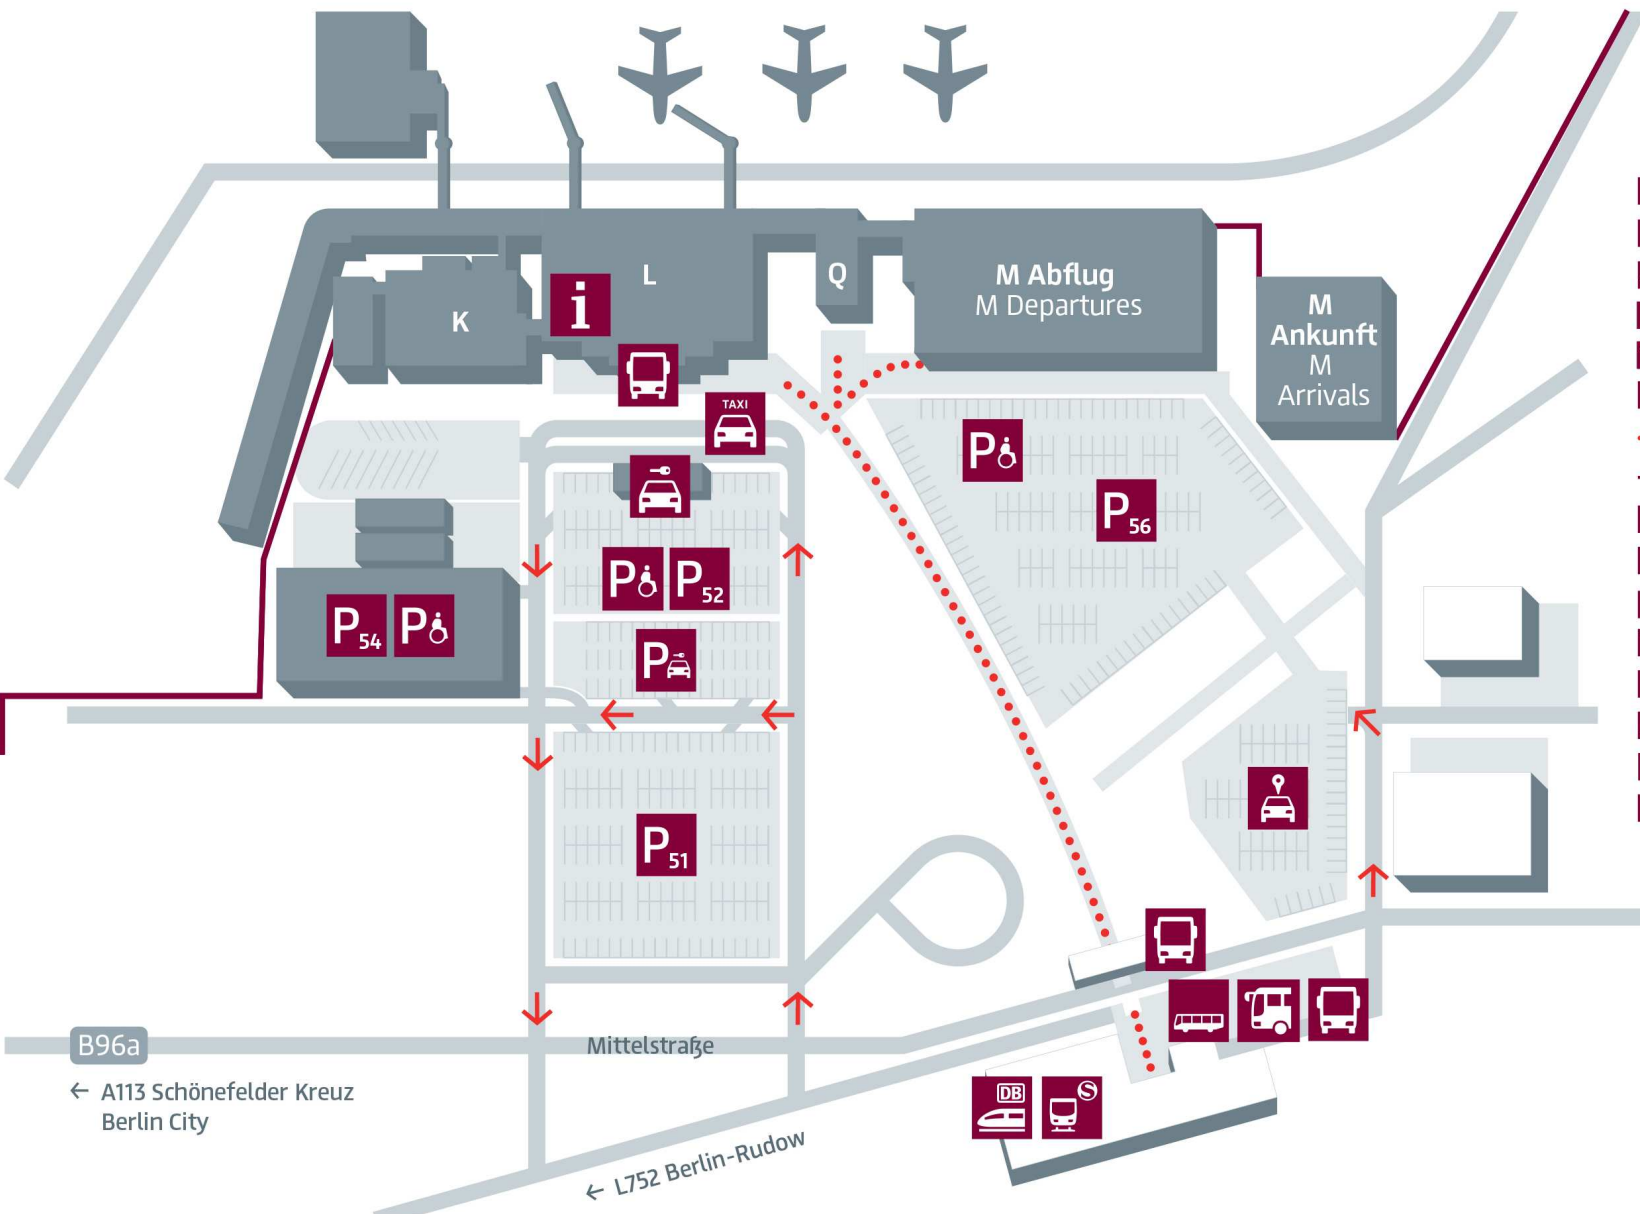 L
Q
M Abflug
M Departures
K
i
M
Ankunft
M
Arrivals
TAXI
P
P56
P
P52
P54
P
P
P51
B96a
Mittelstraße
← A113 Schönefelder Kreuz
Berlin City
DB
S
← L752 Berlin-Rudow